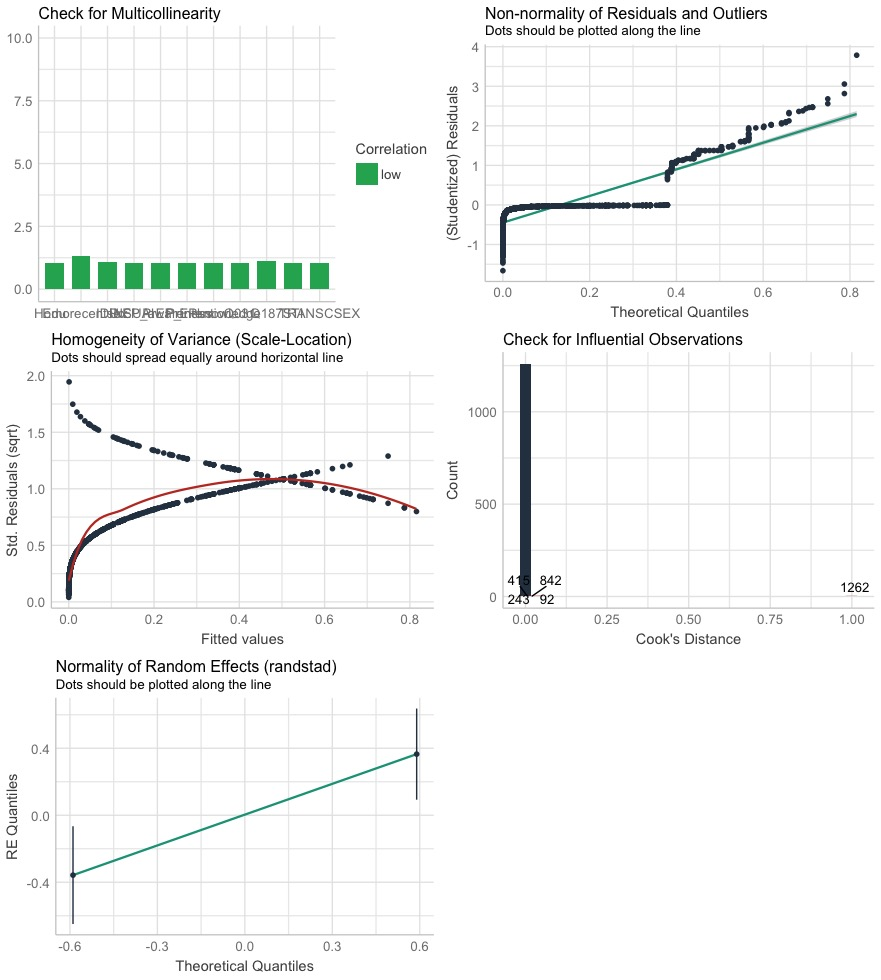 Check for Multicollinearity
10.0
7.5
5.0
2.5
0.0
Correlation
low
Non-normality of Residuals and Outliers
Dots should be plotted along the line
(Studentized) Residuals
4
3
2
1
0
-1
0.0 0.2 0.4 0.6 0.8
Theoretical Quantiles
Homogeneity of Variance (Scale-Location)
Dots should spread equally around horizontal line
Std. Residuals (sqrt)
2.0
1.5
1.0
0.5
0.0
0.0 0.2 0.4 0.6 0.8
Fitted values
Check for Influential Observations
Count
1000
500
0
415 842
243 92
1262
0.00 0.25 0.50 0.75 1.00
Cook's Distance
Normality of Random Effects (randstad)
Dots should be plotted along the line
RE Quantiles
0.4
0.0
-0.4
-0.6 -0.3 0.0 0.3 0.6
Theoretical Quantiles